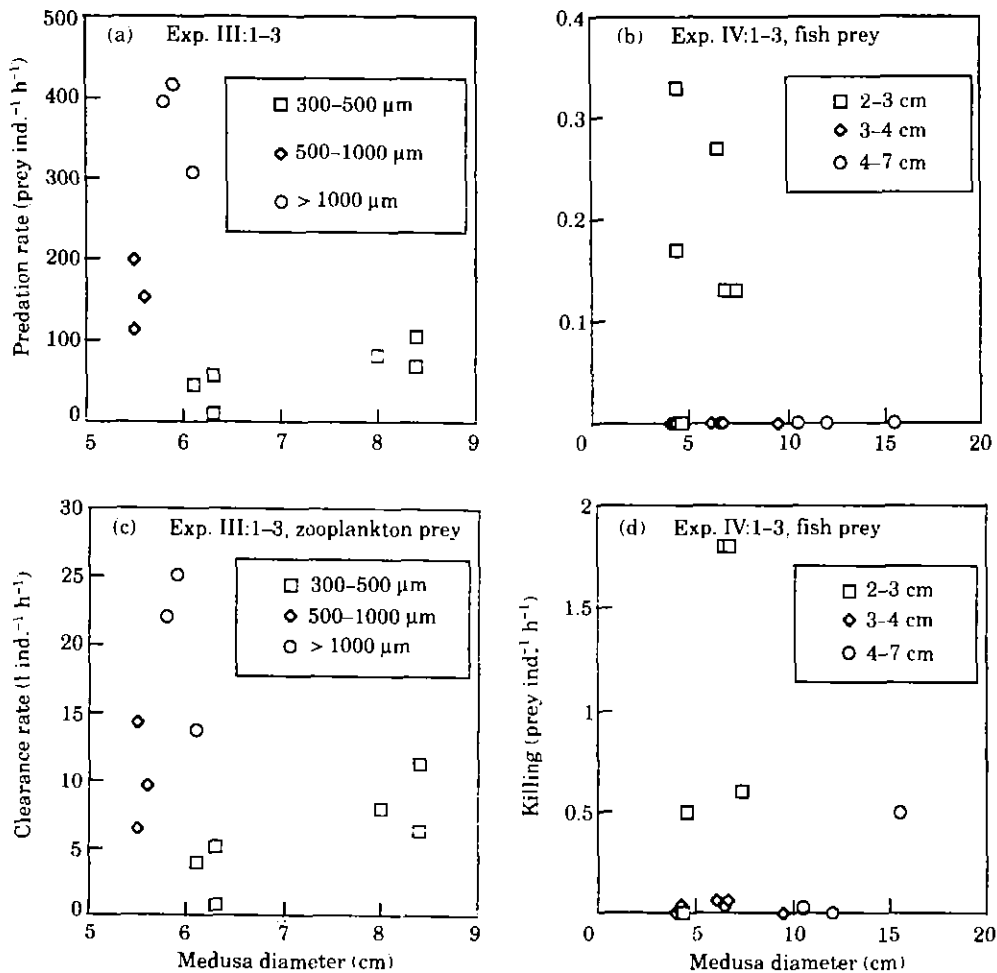 (a) Exp. III:1–3
500
400
300
200
100
0
5 6 7 8 9
Predation rate (prey ind.⁻¹ h⁻¹)
300–500 µm
500–1000 µm
> 1000 µm
(b) Exp. IV:1–3, fish prey
0.4
0.3
0.2
0.1
0 5 10 15 20
2–3 cm
3–4 cm
4–7 cm
(c) Exp. III:1–3, zooplankton prey
30
25
20
15
10
5
0
5 6 7 8 9
Clearance rate (l ind.⁻¹ h⁻¹)
Medusa diameter (cm)
300–500 µm
500–1000 µm
> 1000 µm
(d) Exp. IV:1–3, fish prey
2
1.5
1
0.5
0 5 10 15 20
Killing (prey ind.⁻¹ h⁻¹)
Medusa diameter (cm)
2–3 cm
3–4 cm
4–7 cm